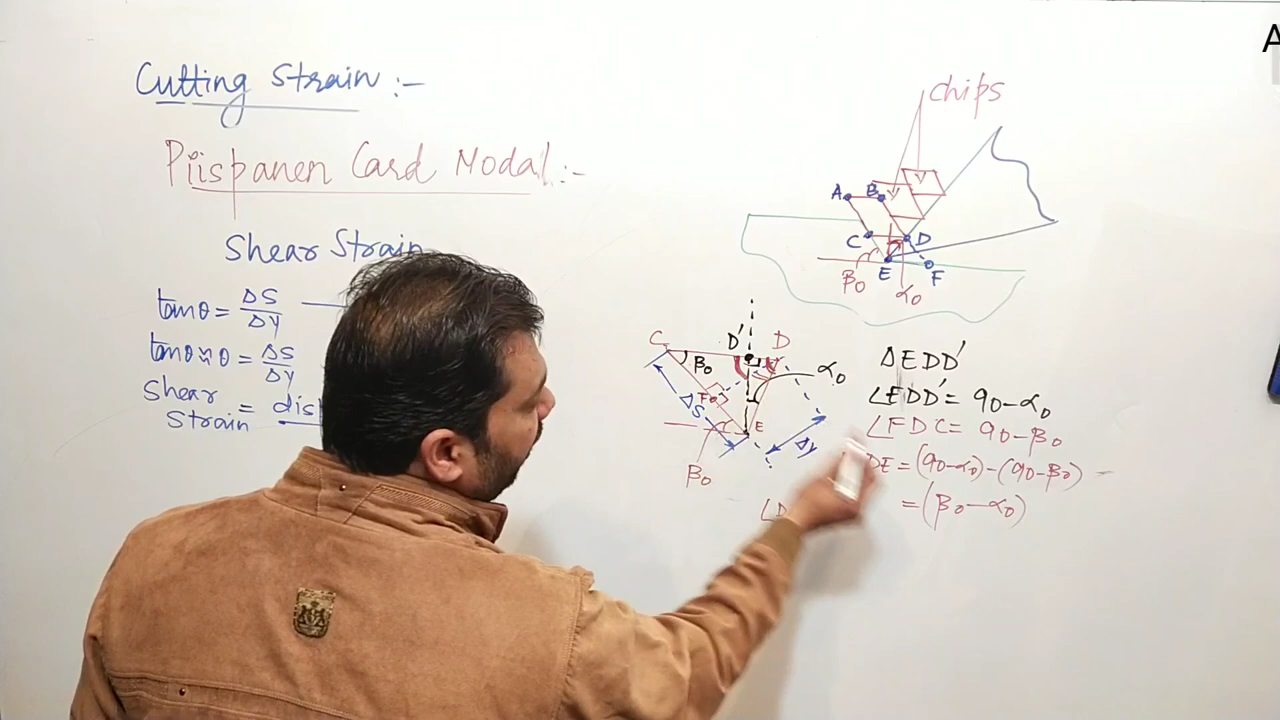 Cutting Strain :-
Piispanen Card Modal :-
Shear Strain
tanθ = ΔS/Δy
tanθ ≈ θ = ΔS/Δy
Shear Strain = disp
chips
A B
C D
E F
β₀ α₀
C D' D
β₀ α₀
F
ΔS E Δy
β₀
ΔEDD'
∠EDD' = 90-α₀
∠FDC = 90-β₀
DE = (90-α₀)-(90-β₀)
= (β₀-α₀)
∠D
A